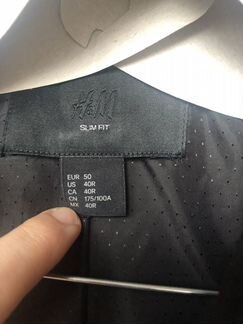 H&M
SLIM FIT
EUR 50
US 40R
CA 40R
CN 175/100A
MX 40R